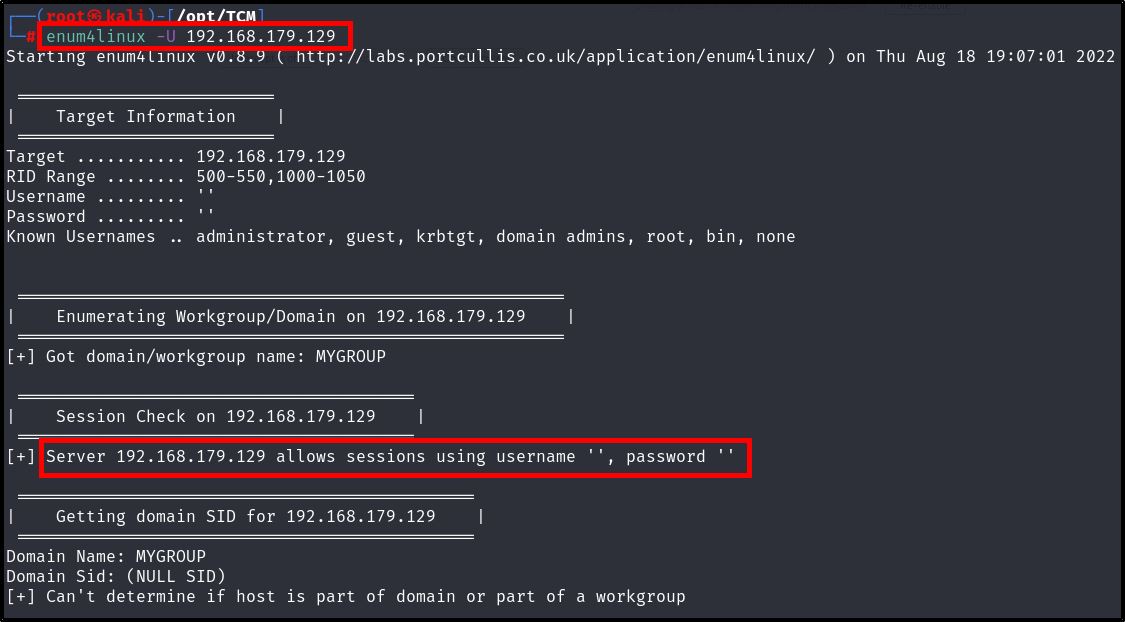 ┌──(root㉿kali)-[/opt/TCM]
└─# enum4linux -U 192.168.179.129
Starting enum4linux v0.8.9 ( http://labs.portcullis.co.uk/application/enum4linux/ ) on Thu Aug 18 19:07:01 2022
|    Target Information    |
Target ........... 192.168.179.129
RID Range ........ 500-550,1000-1050
Username ......... ''
Password ......... ''
Known Usernames .. administrator, guest, krbtgt, domain admins, root, bin, none
|    Enumerating Workgroup/Domain on 192.168.179.129    |
[+] Got domain/workgroup name: MYGROUP
|    Session Check on 192.168.179.129    |
[+] Server 192.168.179.129 allows sessions using username '', password ''
|    Getting domain SID for 192.168.179.129    |
Domain Name: MYGROUP
Domain Sid: (NULL SID)
[+] Can't determine if host is part of domain or part of a workgroup